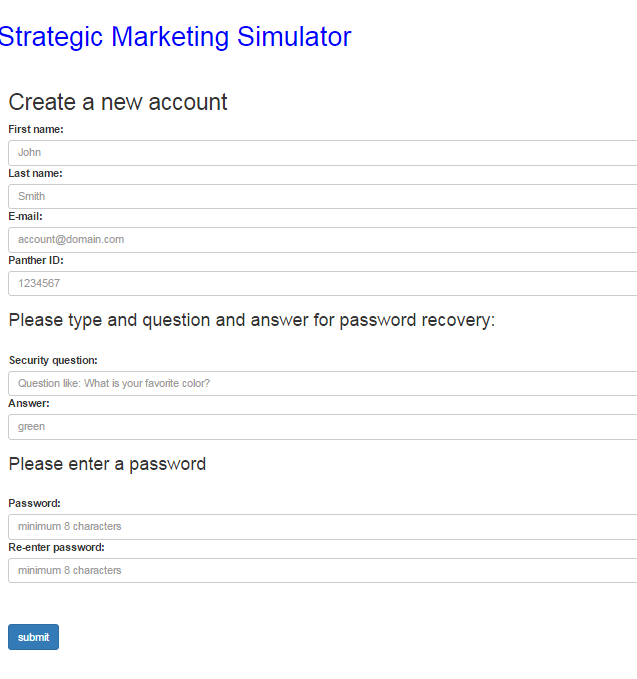 Strategic Marketing Simulator
Create a new account
First name:
John
Last name:
Smith
E-mail:
account@domain.com
Panther ID:
1234567
Please type and question and answer for password recovery:
Security question:
Question like: What is your favorite color?
Answer:
green
Please enter a password
Password:
minimum 8 characters
Re-enter password:
minimum 8 characters
submit